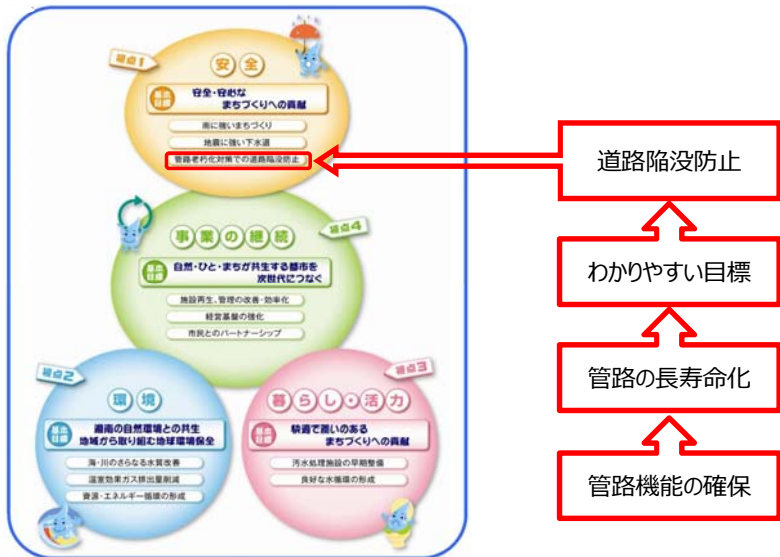 視点1
安全
基本目標
安全・安心な
まちづくりへの貢献
雨に強いまちづくり
地震に強い下水道
管路老朽化対策での道路陥没防止
視点4
事業の継続
基本目標
自然・ひと・まちが共生する都市を
次世代につなぐ
施設再生、管理の改善・効率化
経営基盤の強化
市民とのパートナーシップ
視点2
環境
基本目標
湘南の自然環境との共生
地域から取り組む地球環境保全
海・川のさらなる水質改善
温室効果ガス排出量削減
資源・エネルギー循環の形成
視点3
暮らし・活力
基本目標
快適で潤いのある
まちづくりへの貢献
汚水処理施設の早期整備
良好な水循環の形成
道路陥没防止
わかりやすい目標
管路の長寿命化
管路機能の確保